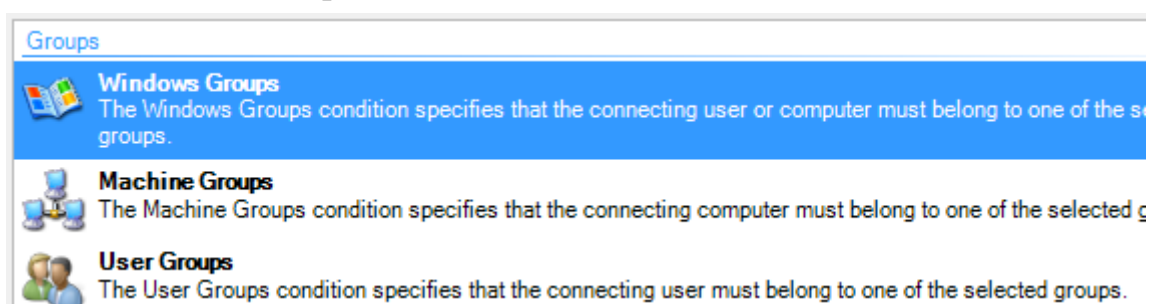 Groups
Windows Groups
The Windows Groups condition specifies that the connecting user or computer must belong to one of the
groups.
Machine Groups
The Machine Groups condition specifies that the connecting computer must belong to one of the selected
User Groups
The User Groups condition specifies that the connecting user must belong to one of the selected groups.